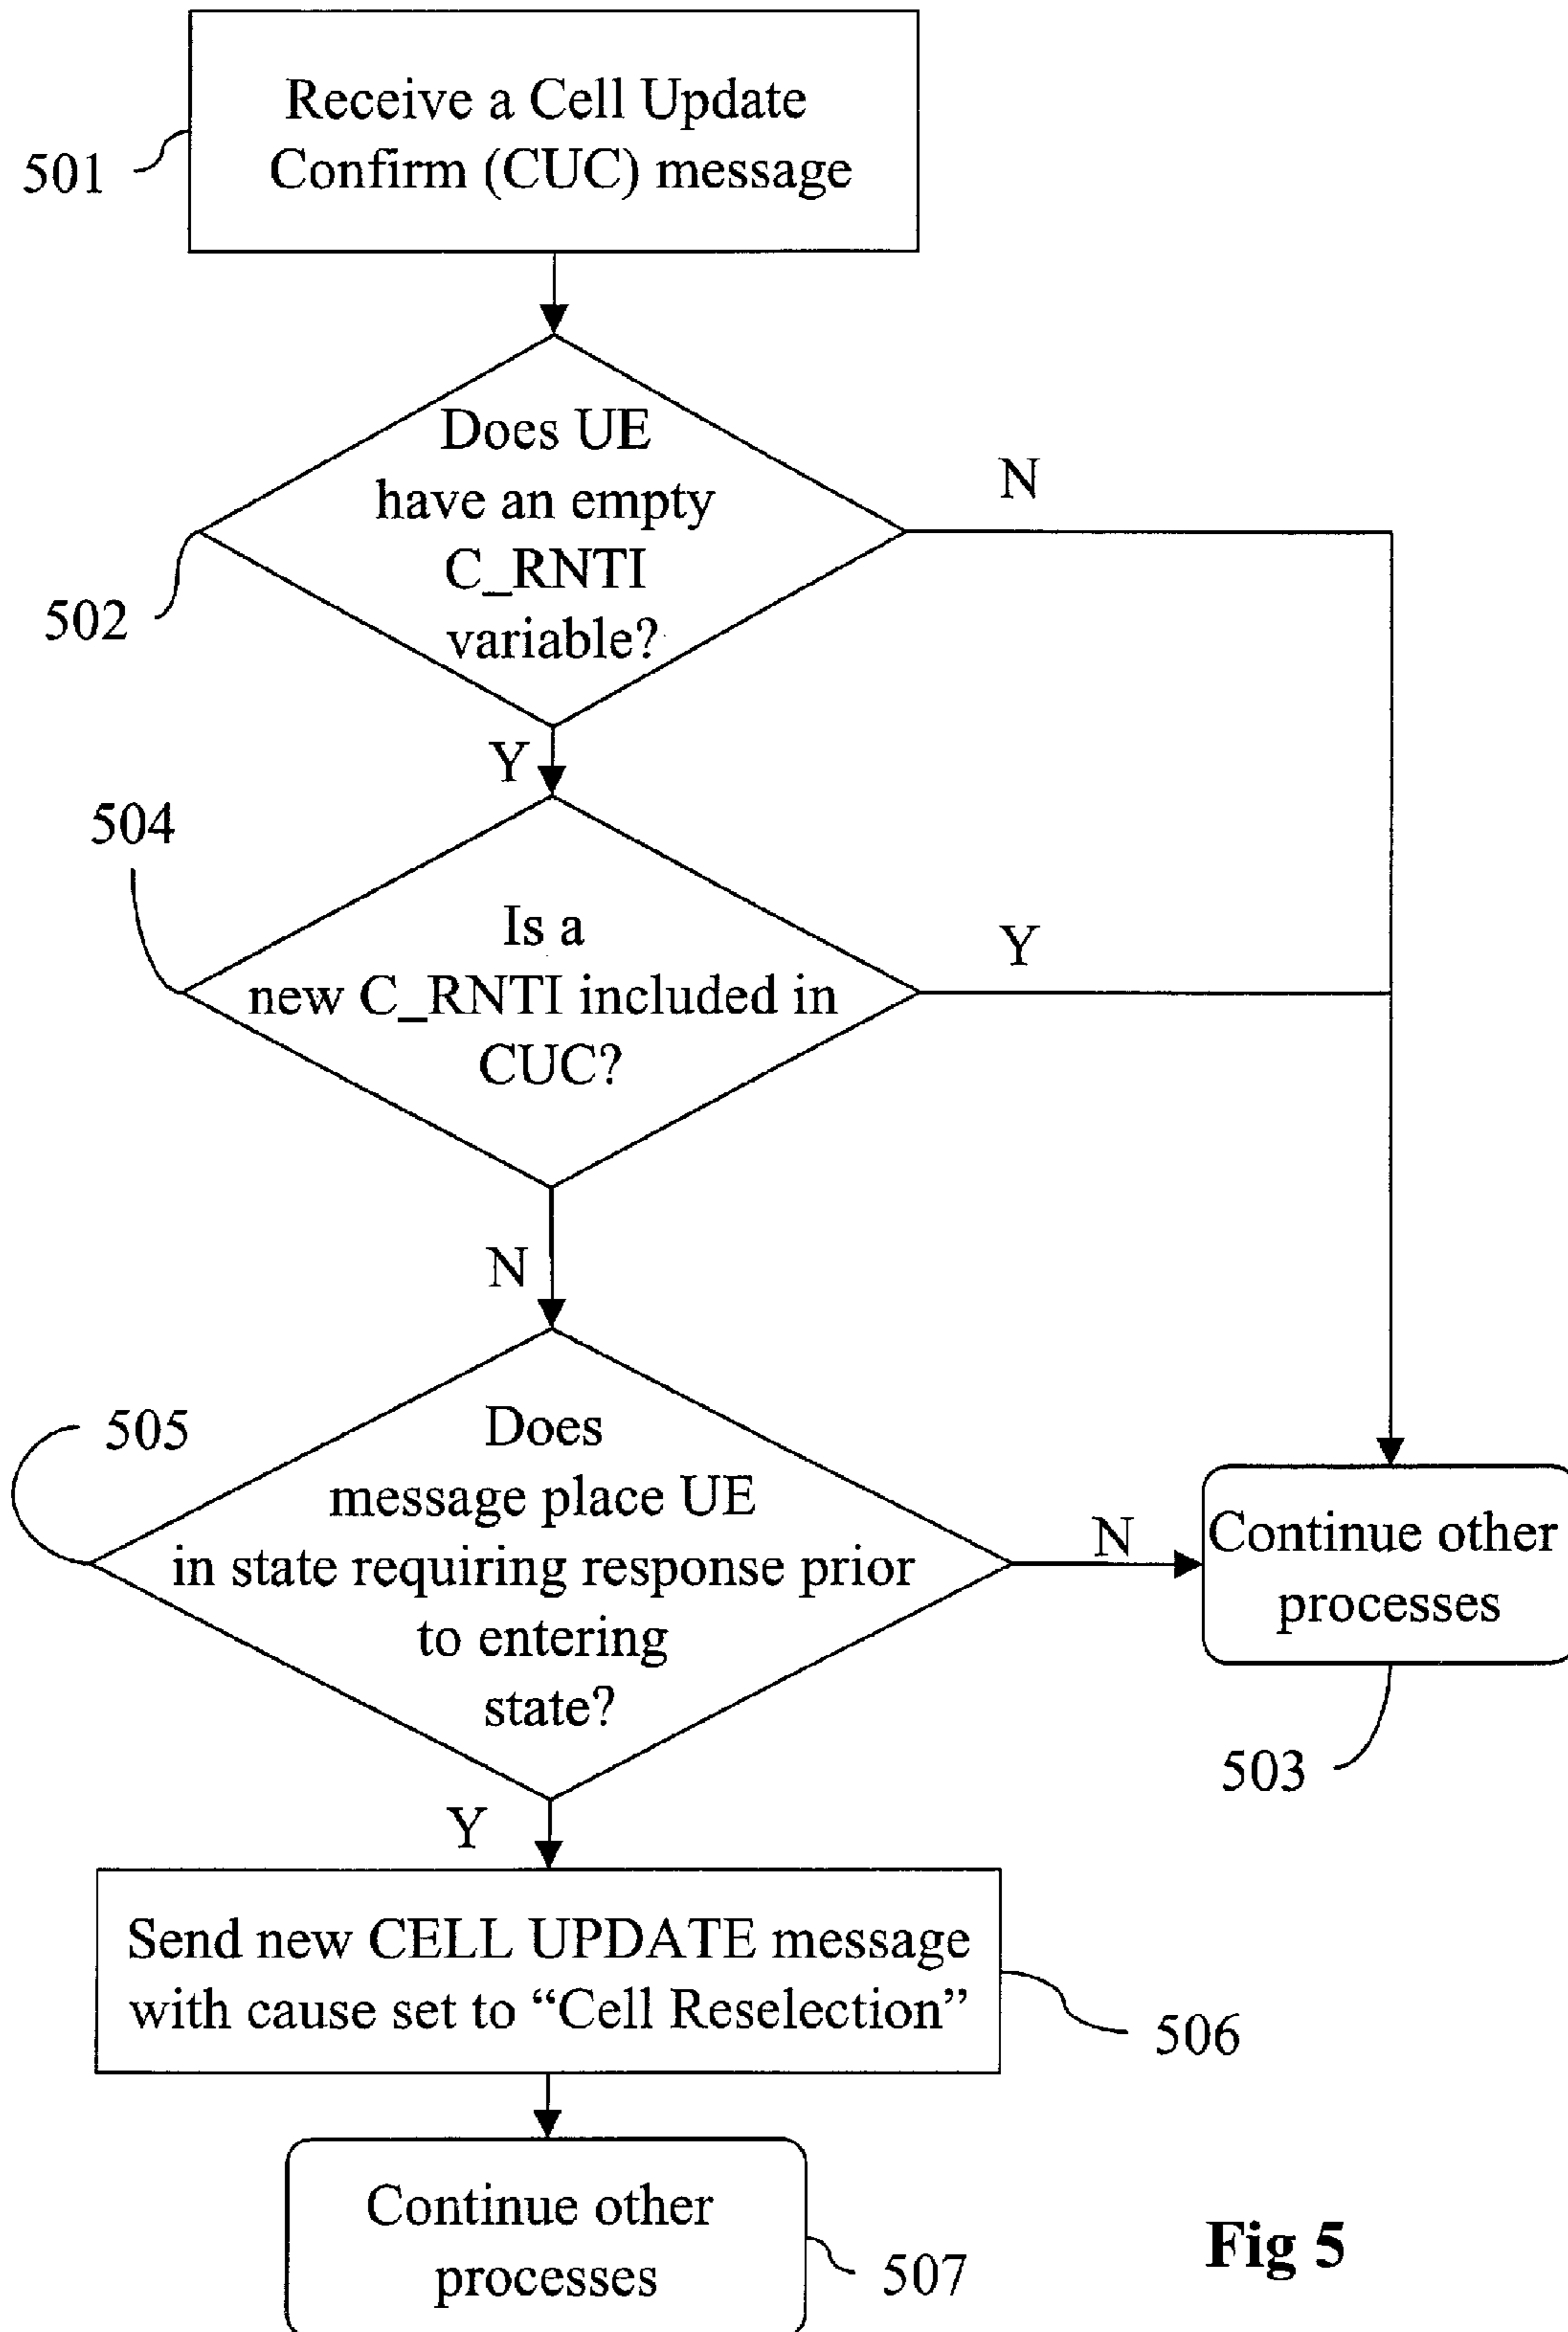 Receive a Cell Update
Confirm (CUC) message
501
Does UE
have an empty
C_RNTI
variable?
N
502
Y
504
Is a
new C_RNTI included in
CUC?
Y
N
505
Does
message place UE
in state requiring response prior
to entering
state?
N
Continue other
processes
503
Y
Send new CELL UPDATE message
with cause set to “Cell Reselection”
506
Continue other
processes
507
Fig 5